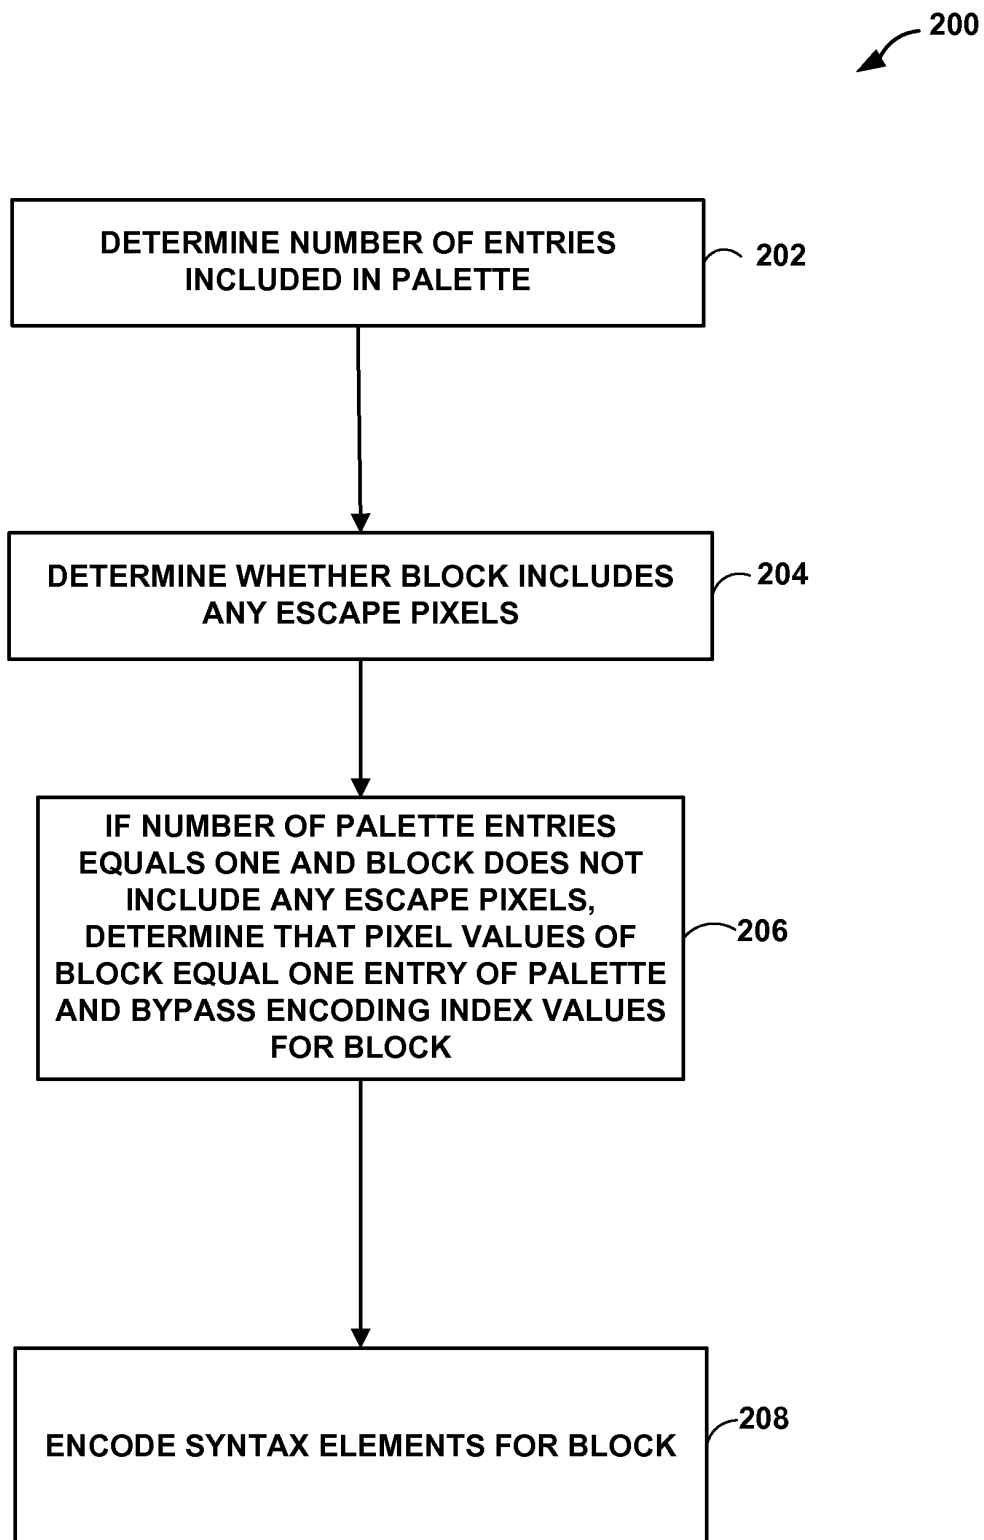 200
DETERMINE NUMBER OF ENTRIES
INCLUDED IN PALETTE
202
DETERMINE WHETHER BLOCK INCLUDES
ANY ESCAPE PIXELS
204
IF NUMBER OF PALETTE ENTRIES
EQUALS ONE AND BLOCK DOES NOT
INCLUDE ANY ESCAPE PIXELS,
DETERMINE THAT PIXEL VALUES OF
BLOCK EQUAL ONE ENTRY OF PALETTE
AND BYPASS ENCODING INDEX VALUES
FOR BLOCK
206
ENCODE SYNTAX ELEMENTS FOR BLOCK
208